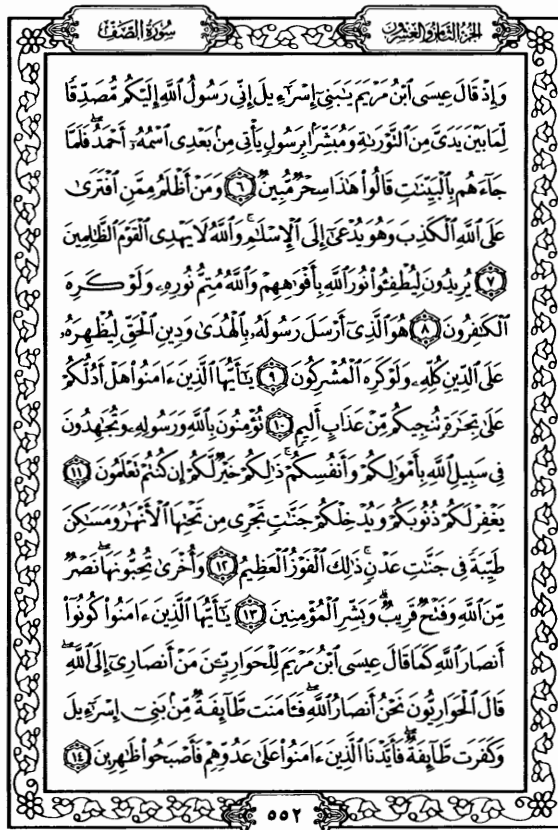 سُورَةُ الصَّفِّ
الجزء الثامن والعشرون
وَإِذْ قَالَ عِيسَى ٱبْنُ مَرْيَمَ يَٰبَنِىٓ إِسْرَٰٓءِيلَ إِنِّى رَسُولُ ٱللَّهِ إِلَيْكُم مُّصَدِّقًا
لِّمَا بَيْنَ يَدَىَّ مِنَ ٱلتَّوْرَىٰةِ وَمُبَشِّرًۢا بِرَسُولٍ يَأْتِى مِنۢ بَعْدِى ٱسْمُهُۥٓ أَحْمَدُ ۖ فَلَمَّا
جَآءَهُم بِٱلْبَيِّنَٰتِ قَالُوا۟ هَٰذَا سِحْرٌ مُّبِينٌ ٦ وَمَنْ أَظْلَمُ مِمَّنِ ٱفْتَرَىٰ
عَلَى ٱللَّهِ ٱلْكَذِبَ وَهُوَ يُدْعَىٰٓ إِلَى ٱلْإِسْلَٰمِ ۚ وَٱللَّهُ لَا يَهْدِى ٱلْقَوْمَ ٱلظَّٰلِمِينَ
٧ يُرِيدُونَ لِيُطْفِـُٔوا۟ نُورَ ٱللَّهِ بِأَفْوَٰهِهِمْ وَٱللَّهُ مُتِمُّ نُورِهِۦ وَلَوْ كَرِهَ
ٱلْكَٰفِرُونَ ٨ هُوَ ٱلَّذِىٓ أَرْسَلَ رَسُولَهُۥ بِٱلْهُدَىٰ وَدِينِ ٱلْحَقِّ لِيُظْهِرَهُۥ
عَلَى ٱلدِّينِ كُلِّهِۦ وَلَوْ كَرِهَ ٱلْمُشْرِكُونَ ٩ يَٰٓأَيُّهَا ٱلَّذِينَ ءَامَنُوا۟ هَلْ أَدُلُّكُمْ
عَلَىٰ تِجَٰرَةٍ تُنجِيكُم مِّنْ عَذَابٍ أَلِيمٍ ١٠ تُؤْمِنُونَ بِٱللَّهِ وَرَسُولِهِۦ وَتُجَٰهِدُونَ
فِى سَبِيلِ ٱللَّهِ بِأَمْوَٰلِكُمْ وَأَنفُسِكُمْ ۚ ذَٰلِكُمْ خَيْرٌ لَّكُمْ إِن كُنتُمْ تَعْلَمُونَ ١١
يَغْفِرْ لَكُمْ ذُنُوبَكُمْ وَيُدْخِلْكُمْ جَنَّٰتٍ تَجْرِى مِن تَحْتِهَا ٱلْأَنْهَٰرُ وَمَسَٰكِنَ
طَيِّبَةً فِى جَنَّٰتِ عَدْنٍ ۚ ذَٰلِكَ ٱلْفَوْزُ ٱلْعَظِيمُ ١٢ وَأُخْرَىٰ تُحِبُّونَهَا ۖ نَصْرٌ
مِّنَ ٱللَّهِ وَفَتْحٌ قَرِيبٌ ۗ وَبَشِّرِ ٱلْمُؤْمِنِينَ ١٣ يَٰٓأَيُّهَا ٱلَّذِينَ ءَامَنُوا۟ كُونُوٓا۟
أَنصَارَ ٱللَّهِ كَمَا قَالَ عِيسَى ٱبْنُ مَرْيَمَ لِلْحَوَارِيِّـۧنَ مَنْ أَنصَارِىٓ إِلَى ٱللَّهِ ۖ
قَالَ ٱلْحَوَارِيُّونَ نَحْنُ أَنصَارُ ٱللَّهِ ۖ فَـَٔامَنَت طَّآئِفَةٌ مِّنۢ بَنِىٓ إِسْرَٰٓءِيلَ
وَكَفَرَت طَّآئِفَةٌ ۖ فَأَيَّدْنَا ٱلَّذِينَ ءَامَنُوا۟ عَلَىٰ عَدُوِّهِمْ فَأَصْبَحُوا۟ ظَٰهِرِينَ ١٤
٥٥٢